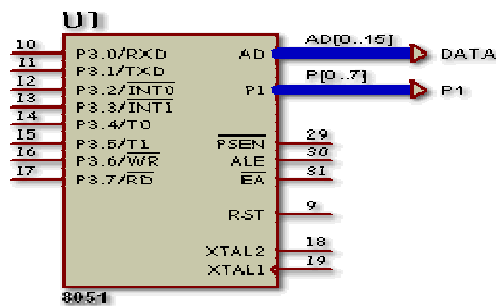 U1
10 P3.0/RXD AD AD[0..15] DATA
11 P3.1/TXD
12 P3.2/INT0 P1 P[0..7] P1
13 P3.3/INT1
14 P3.4/T0
15 P3.5/T1 PSEN 29
16 P3.6/WR ALE 30
17 P3.7/RD EA 31
RST 9
XTAL2 18
XTAL1 19
8051